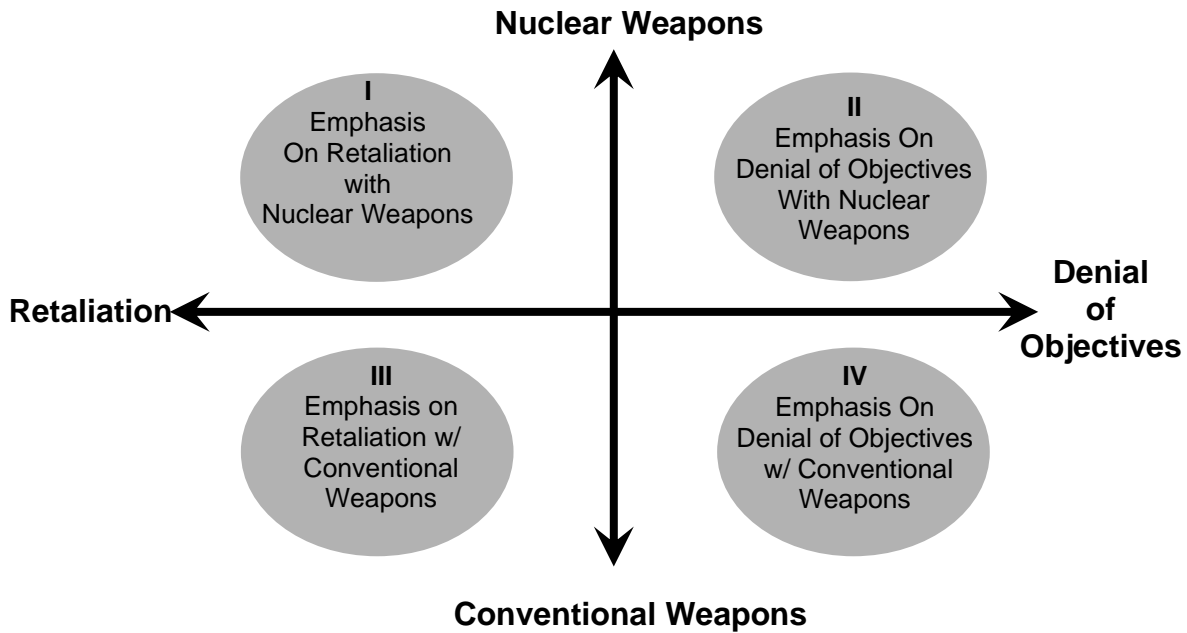 Nuclear Weapons
I
Emphasis
On Retaliation
with
Nuclear Weapons
II
Emphasis On
Denial of Objectives
With Nuclear
Weapons
Retaliation
Denial
of
Objectives
III
Emphasis on
Retaliation w/
Conventional
Weapons
IV
Emphasis On
Denial of Objectives
w/ Conventional
Weapons
Conventional Weapons